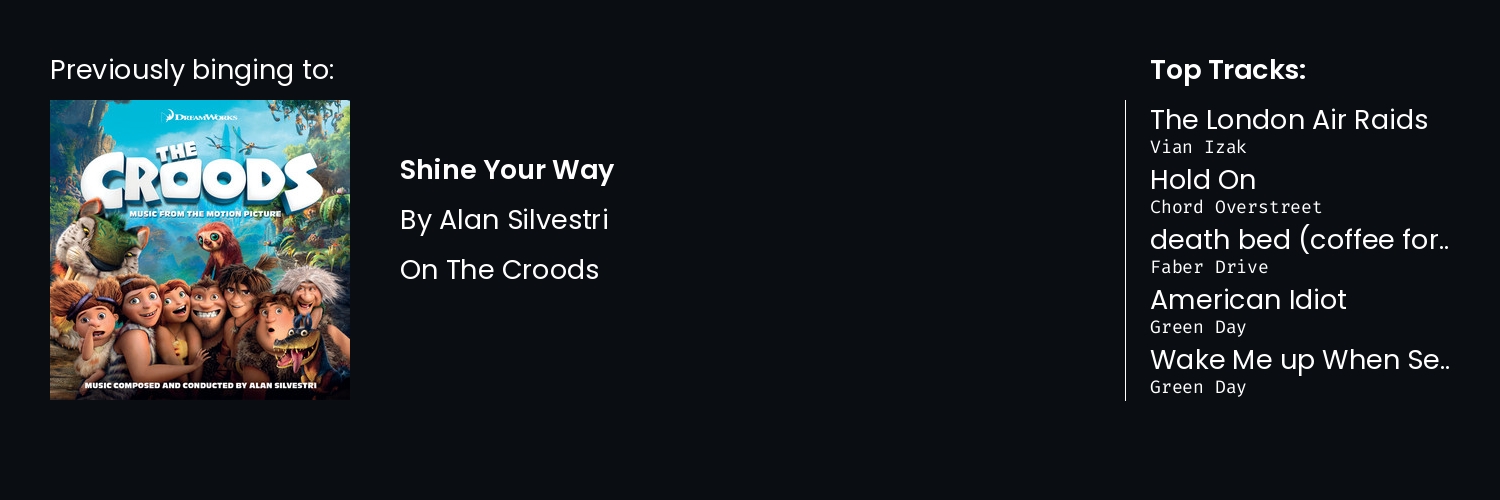 Previously binging to:
DREAMWORKS
THE
CROODS
MUSIC FROM THE MOTION PICTURE
MUSIC COMPOSED AND CONDUCTED BY ALAN SILVESTRI
Shine Your Way
By Alan Silvestri
On The Croods
Top Tracks:
The London Air Raids
Vian Izak
Hold On
Chord Overstreet
death bed (coffee for..
Faber Drive
American Idiot
Green Day
Wake Me up When Se..
Green Day